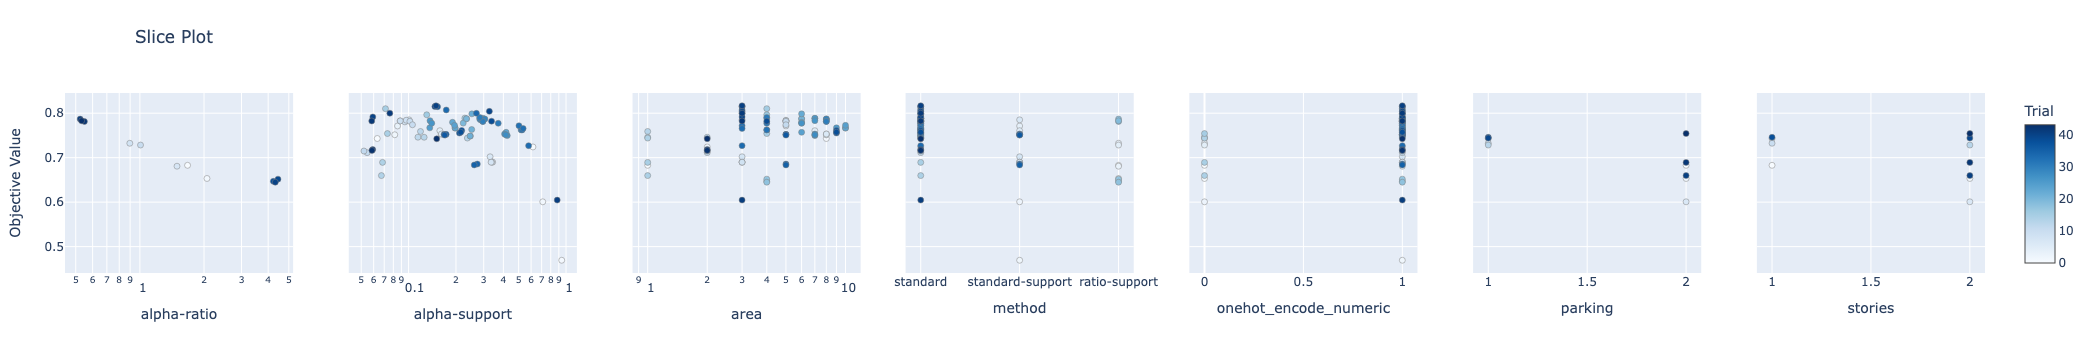 Slice Plot
Objective Value
0.8
0.7
0.6
0.5
5 6 7 8 9 1 2 3 4 5
alpha-ratio
5 6 7 8 9 0.1 2 3 4 5 6 7 8 9 1
alpha-support
9 1 2 3 4 5 6 7 8 9 10
area
standard standard-support ratio-support
method
0 0.5 1
onehot_encode_numeric
1 1.5 2
parking
1 1.5 2
stories
Trial
40
30
20
10
0